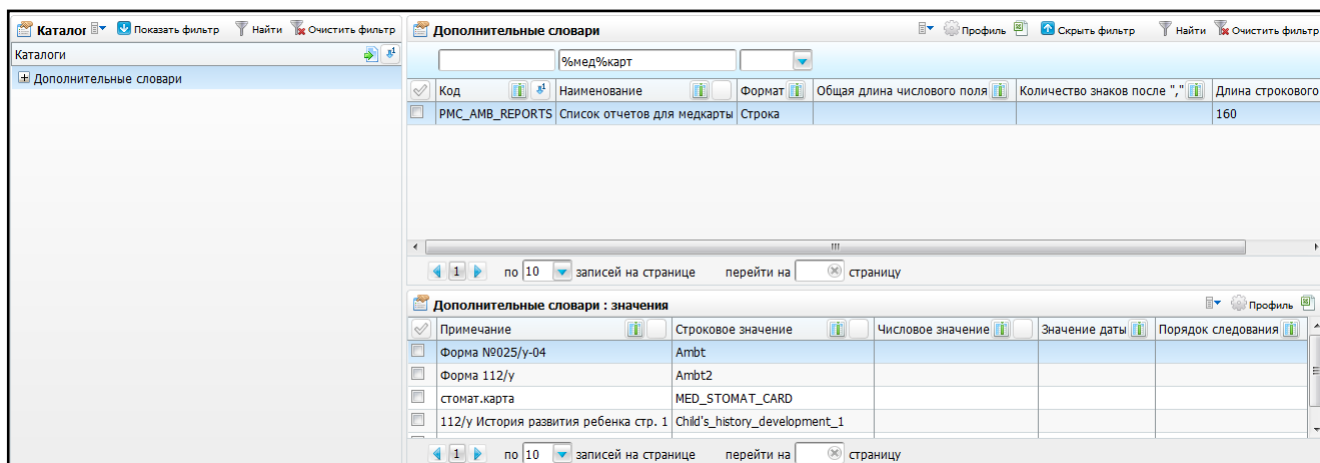 Каталог Показать фильтр Найти Очистить фильтр
Каталоги
Дополнительные словари
Дополнительные словари Профиль Скрыть фильтр Найти Очистить фильтр
%мед%карт
Код Наименование Формат Общая длина числового поля Количество знаков после "," Длина строкового
PMC_AMB_REPORTS Список отчетов для медкарты Строка 160
1 по 10 записей на странице перейти на страницу
Дополнительные словари : значения Профиль
Примечание Строковое значение Числовое значение Значение даты Порядок следования
Форма №025/у-04 Ambt
Форма 112/у Ambt2
стомат.карта MED_STOMAT_CARD
112/у История развития ребенка стр. 1 Child's_history_development_1
1 по 10 записей на странице перейти на страницу